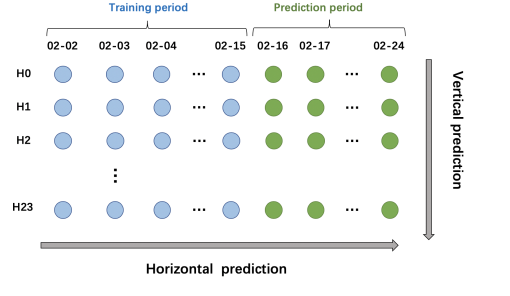 Training period
Prediction period
02-02 02-03 02-04 02-15 02-16 02-17 02-24
H0
...
H1
...
H2
...
H23
...
Vertical prediction
Horizontal prediction